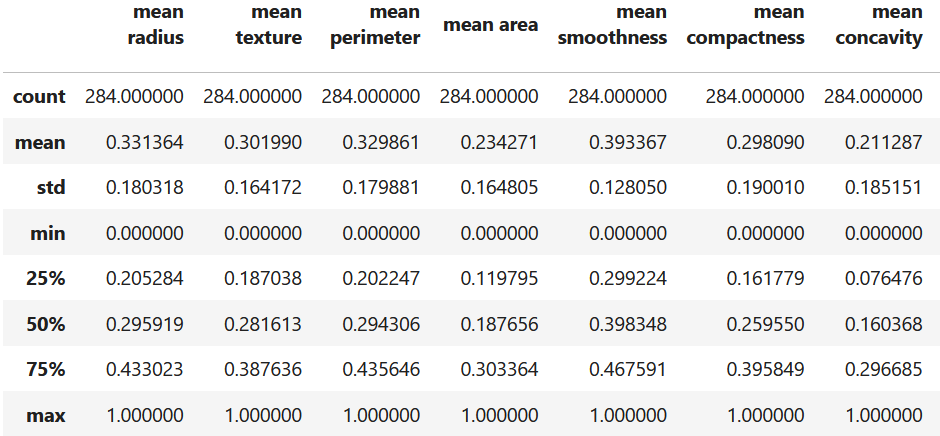 mean radius mean texture mean perimeter mean area mean smoothness mean compactness mean concavity
count 284.000000 284.000000 284.000000 284.000000 284.000000 284.000000 284.000000
mean 0.331364 0.301990 0.329861 0.234271 0.393367 0.298090 0.211287
std 0.180318 0.164172 0.179881 0.164805 0.128050 0.190010 0.185151
min 0.000000 0.000000 0.000000 0.000000 0.000000 0.000000 0.000000
25% 0.205284 0.187038 0.202247 0.119795 0.299224 0.161779 0.076476
50% 0.295919 0.281613 0.294306 0.187656 0.398348 0.259550 0.160368
75% 0.433023 0.387636 0.435646 0.303364 0.467591 0.395849 0.296685
max 1.000000 1.000000 1.000000 1.000000 1.000000 1.000000 1.000000